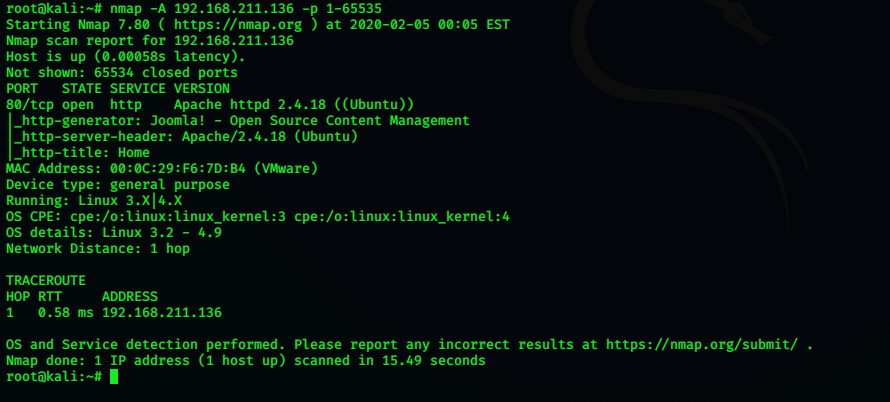 root@kali:~# nmap -A 192.168.211.136 -p 1-65535
Starting Nmap 7.80 ( https://nmap.org ) at 2020-02-05 00:05 EST
Nmap scan report for 192.168.211.136
Host is up (0.00058s latency).
Not shown: 65534 closed ports
PORT   STATE SERVICE VERSION
80/tcp open  http    Apache httpd 2.4.18 ((Ubuntu))
|_http-generator: Joomla! - Open Source Content Management
|_http-server-header: Apache/2.4.18 (Ubuntu)
|_http-title: Home
MAC Address: 00:0C:29:F6:7D:B4 (VMware)
Device type: general purpose
Running: Linux 3.X|4.X
OS CPE: cpe:/o:linux:linux_kernel:3 cpe:/o:linux:linux_kernel:4
OS details: Linux 3.2 - 4.9
Network Distance: 1 hop
TRACEROUTE
HOP RTT     ADDRESS
1   0.58 ms 192.168.211.136
OS and Service detection performed. Please report any incorrect results at https://nmap.org/submit/ .
Nmap done: 1 IP address (1 host up) scanned in 15.49 seconds
root@kali:~#